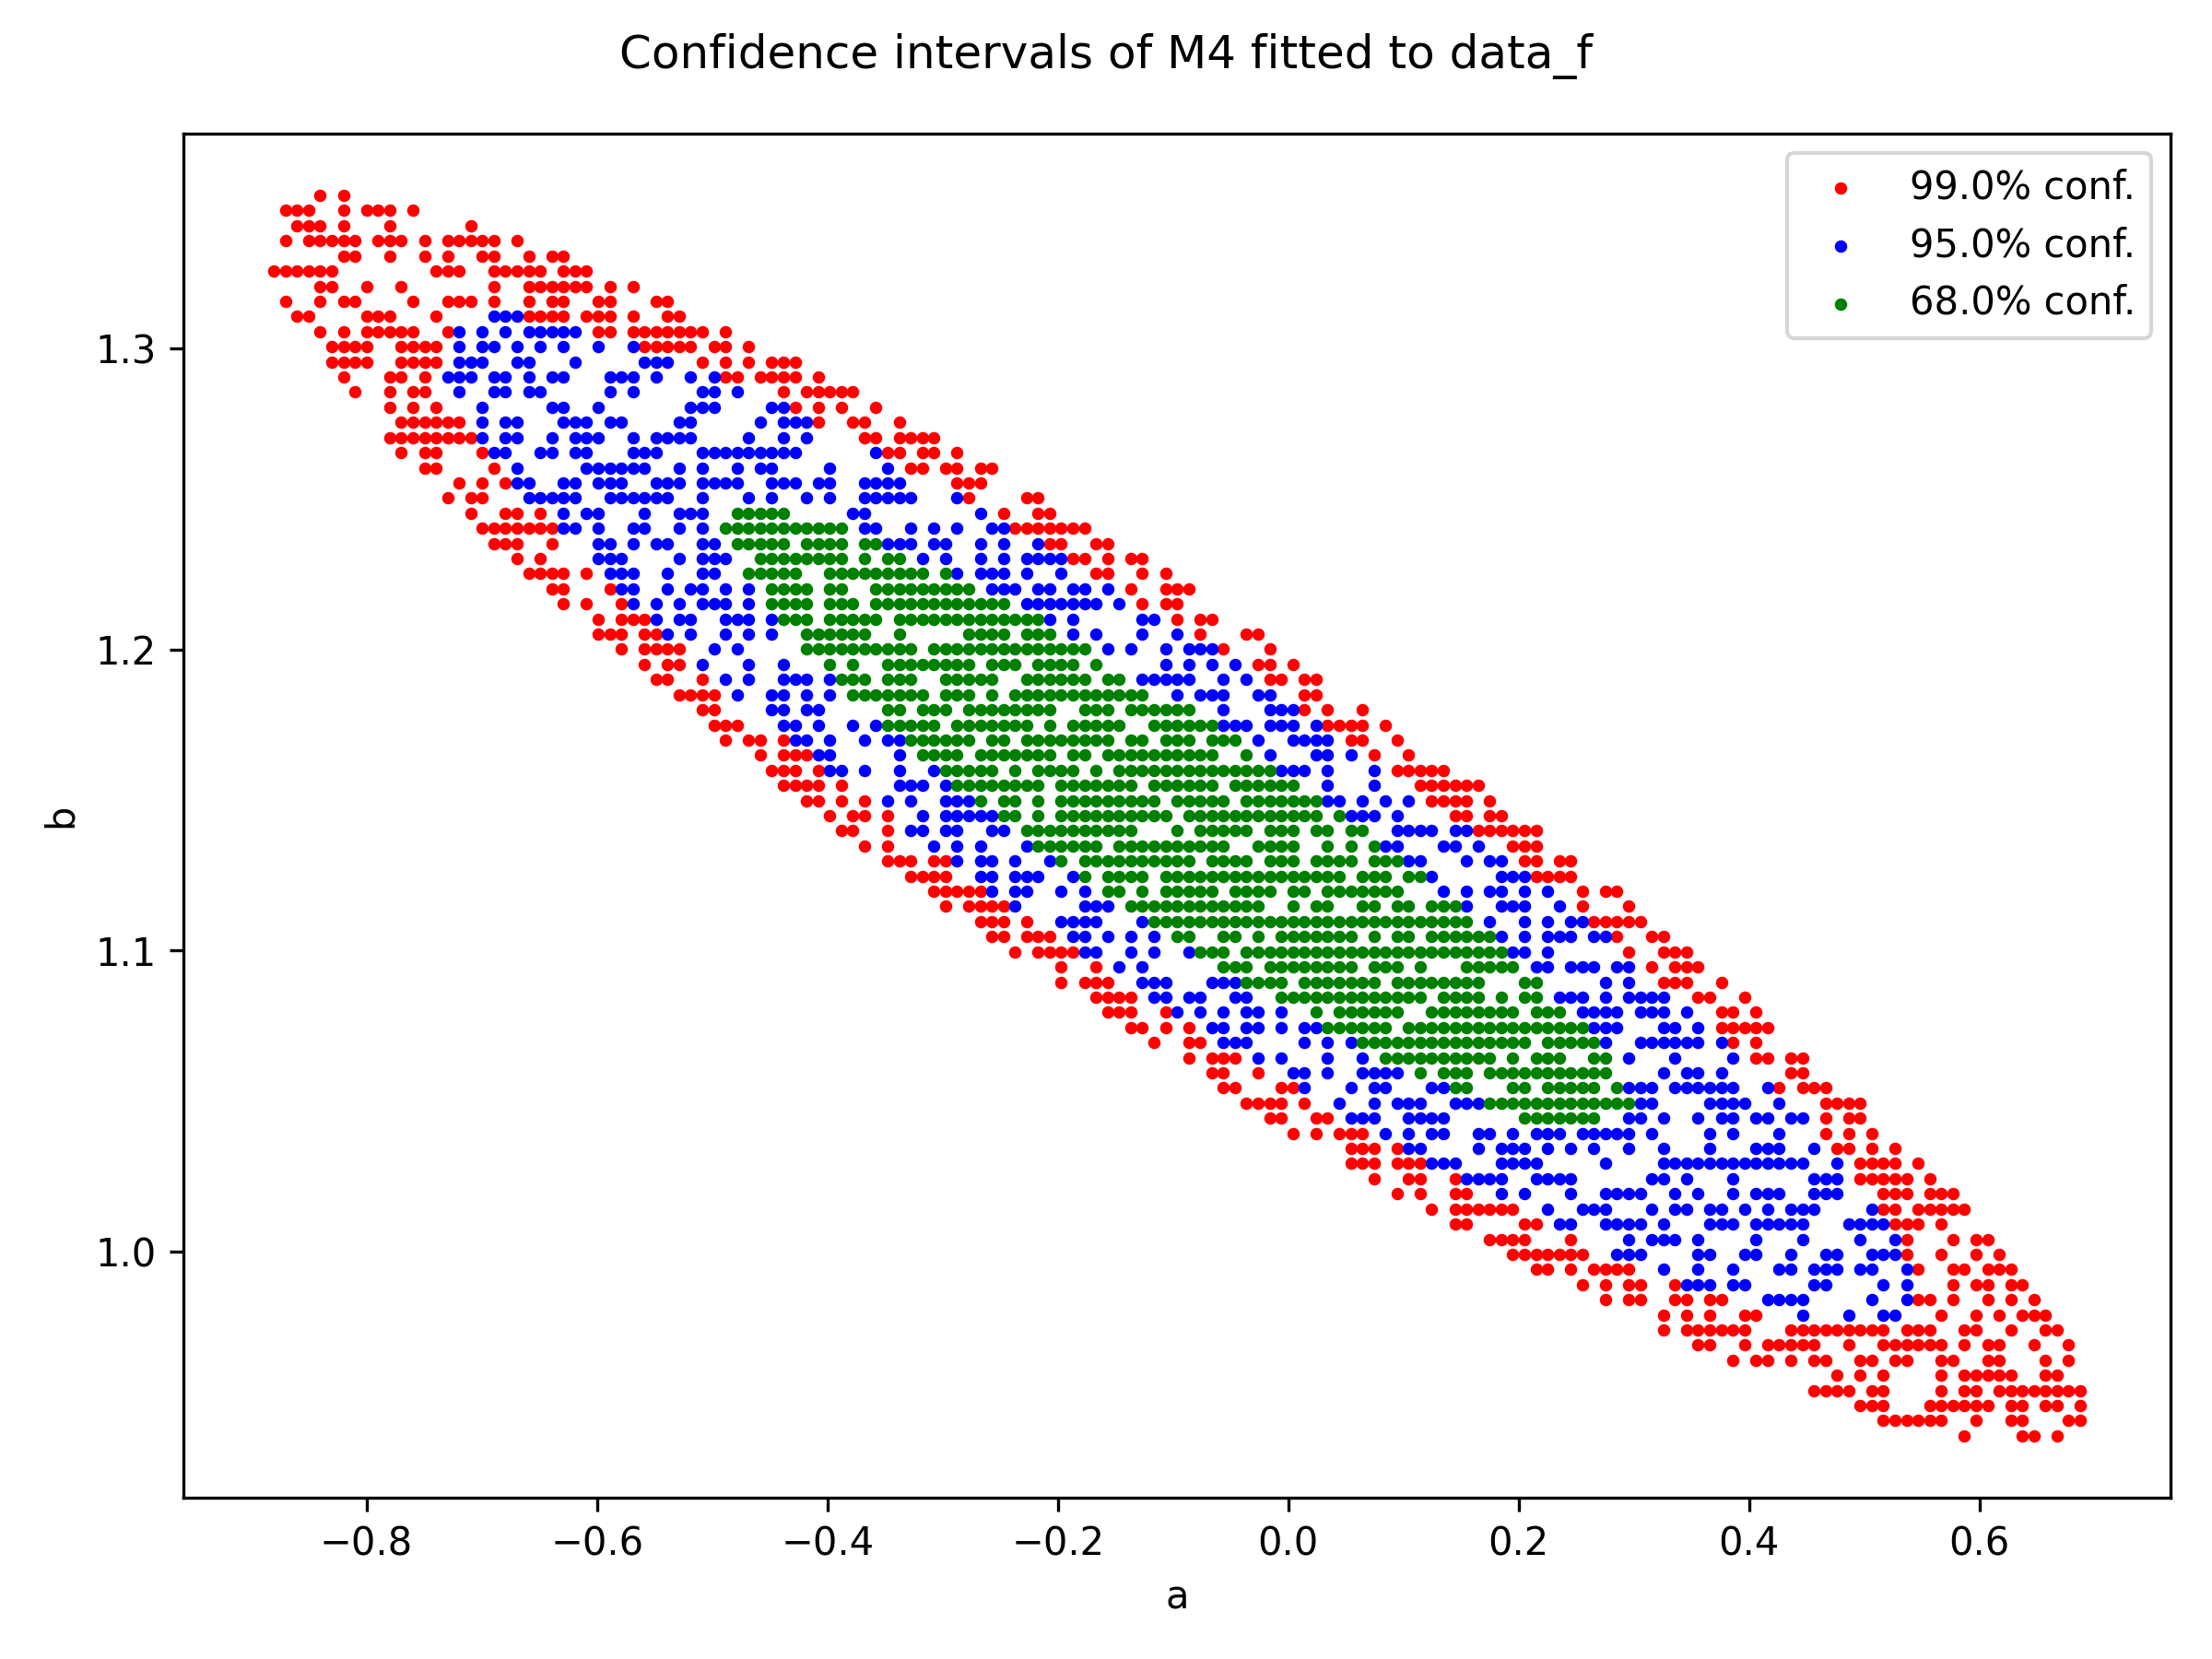 Confidence intervals of M4 fitted to data_f
99.0% conf.
95.0% conf.
68.0% conf.
1.3
1.2
1.1
1.0
b
−0.8 −0.6 −0.4 −0.2 0.0 0.2 0.4 0.6
a